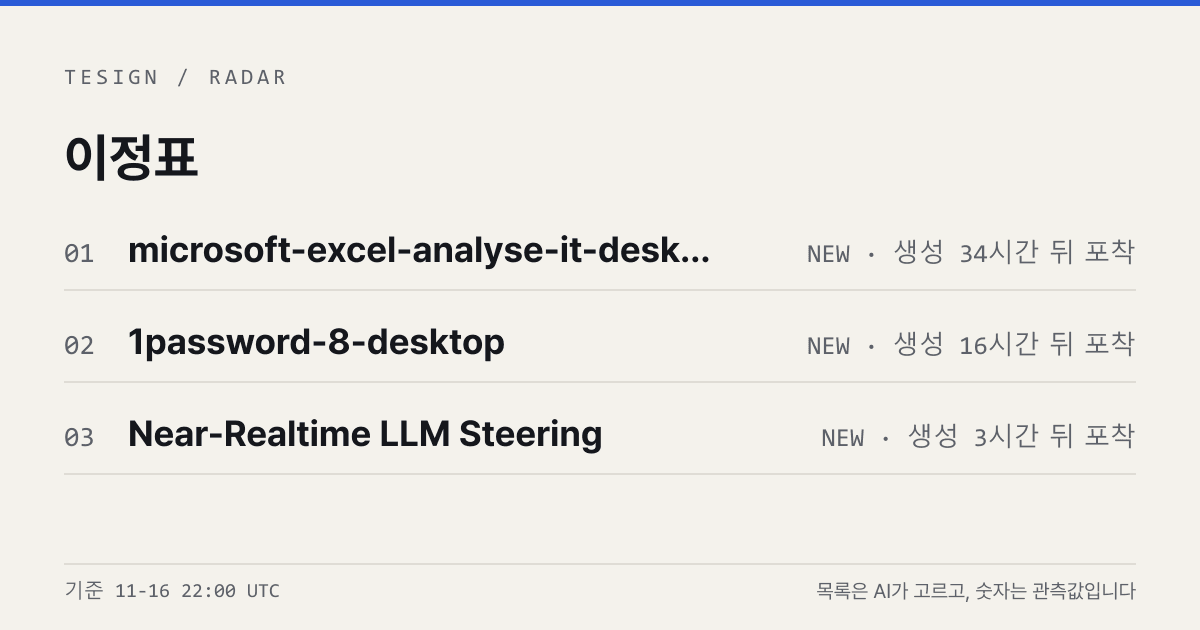 TESIGN / RADAR
이정표
01 microsoft-excel-analyse-it-desk... NEW · 생성 34시간 뒤 포착
02 1password-8-desktop NEW · 생성 16시간 뒤 포착
03 Near-Realtime LLM Steering NEW · 생성 3시간 뒤 포착
기준 11-16 22:00 UTC 목록은 AI가 고르고, 숫자는 관측값입니다